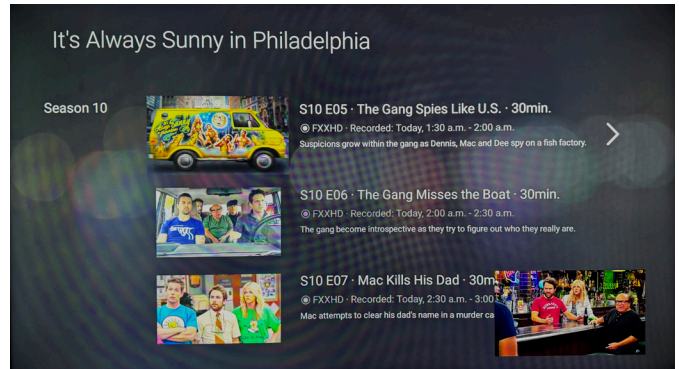 It's Always Sunny in Philadelphia
Season 10
S10 E05 · The Gang Spies Like U.S. · 30min.
FXXHD · Recorded: Today, 1:30 a.m. - 2:00 a.m.
Suspicions grow within the gang as Dennis, Mac and Dee spy on a fish factory.
S10 E06 · The Gang Misses the Boat · 30min.
FXXHD · Recorded: Today, 2:00 a.m. - 2:30 a.m.
The gang become introspective as they try to figure out who they really are.
S10 E07 · Mac Kills His Dad · 30m
FXXHD · Recorded: Today, 2:30 a.m. - 3:00
Mac attempts to clear his dad's name in a murder ca